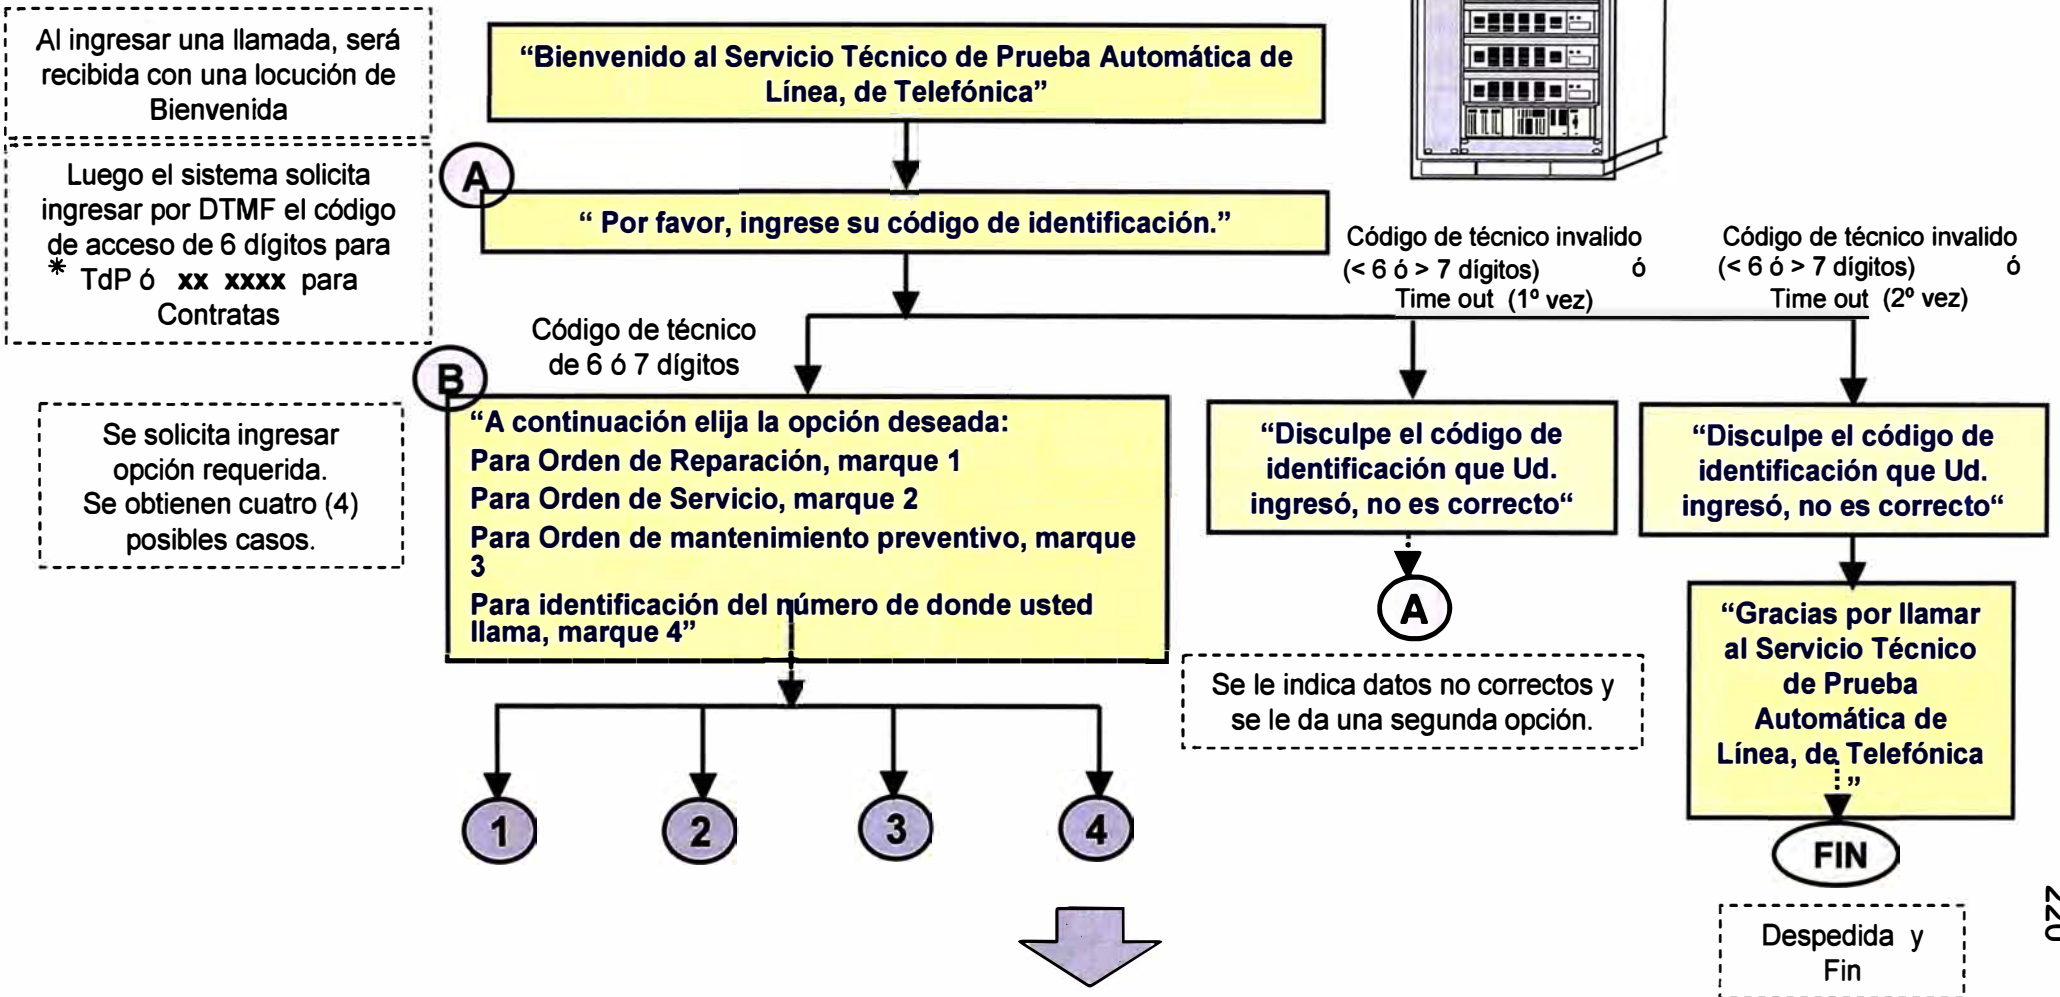 Al ingresar una llamada, será
recibida con una locución de
Bienvenida
“Bienvenido al Servicio Técnico de Prueba Automática de
Línea, de Telefónica”
Luego el sistema solicita
ingresar por DTMF el código
de acceso de 6 dígitos para
* TdP ó xx xxxx para
Contratas
A
“ Por favor, ingrese su código de identificación.”
Código de técnico invalido
(< 6 ó > 7 dígitos) ó
Time out (1º vez)
Código de técnico invalido
(< 6 ó > 7 dígitos) ó
Time out (2º vez)
Código de técnico
de 6 ó 7 dígitos
B
Se solicita ingresar
opción requerida.
Se obtienen cuatro (4)
posibles casos.
“A continuación elija la opción deseada:
Para Orden de Reparación, marque 1
Para Orden de Servicio, marque 2
Para Orden de mantenimiento preventivo, marque
3
Para identificación del número de donde usted
llama, marque 4”
“Disculpe el código de
identificación que Ud.
ingresó, no es correcto“
“Disculpe el código de
identificación que Ud.
ingresó, no es correcto“
A
Se le indica datos no correctos y
se le da una segunda opción.
“Gracias por llamar
al Servicio Técnico
de Prueba
Automática de
Línea, de Telefónica
”
1
2
3
4
FIN
Despedida y
Fin
220